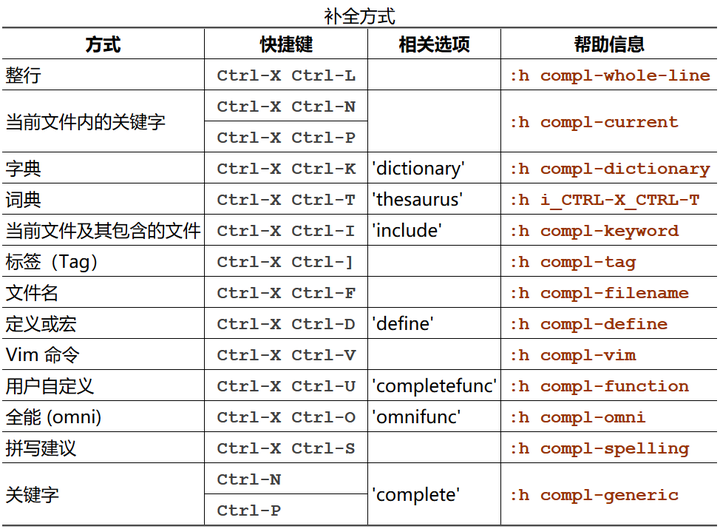 补全方式
方式 快捷键 相关选项 帮助信息
整行 Ctrl-X Ctrl-L :h compl-whole-line
当前文件内的关键字 Ctrl-X Ctrl-N :h compl-current
Ctrl-X Ctrl-P
字典 Ctrl-X Ctrl-K 'dictionary' :h compl-dictionary
词典 Ctrl-X Ctrl-T 'thesaurus' :h i_CTRL-X_CTRL-T
当前文件及其包含的文件 Ctrl-X Ctrl-I 'include' :h compl-keyword
标签（Tag） Ctrl-X Ctrl-] :h compl-tag
文件名 Ctrl-X Ctrl-F :h compl-filename
定义或宏 Ctrl-X Ctrl-D 'define' :h compl-define
Vim 命令 Ctrl-X Ctrl-V :h compl-vim
用户自定义 Ctrl-X Ctrl-U 'completefunc' :h compl-function
全能 (omni) Ctrl-X Ctrl-O 'omnifunc' :h compl-omni
拼写建议 Ctrl-X Ctrl-S :h compl-spelling
关键字 Ctrl-N 'complete' :h compl-generic
Ctrl-P